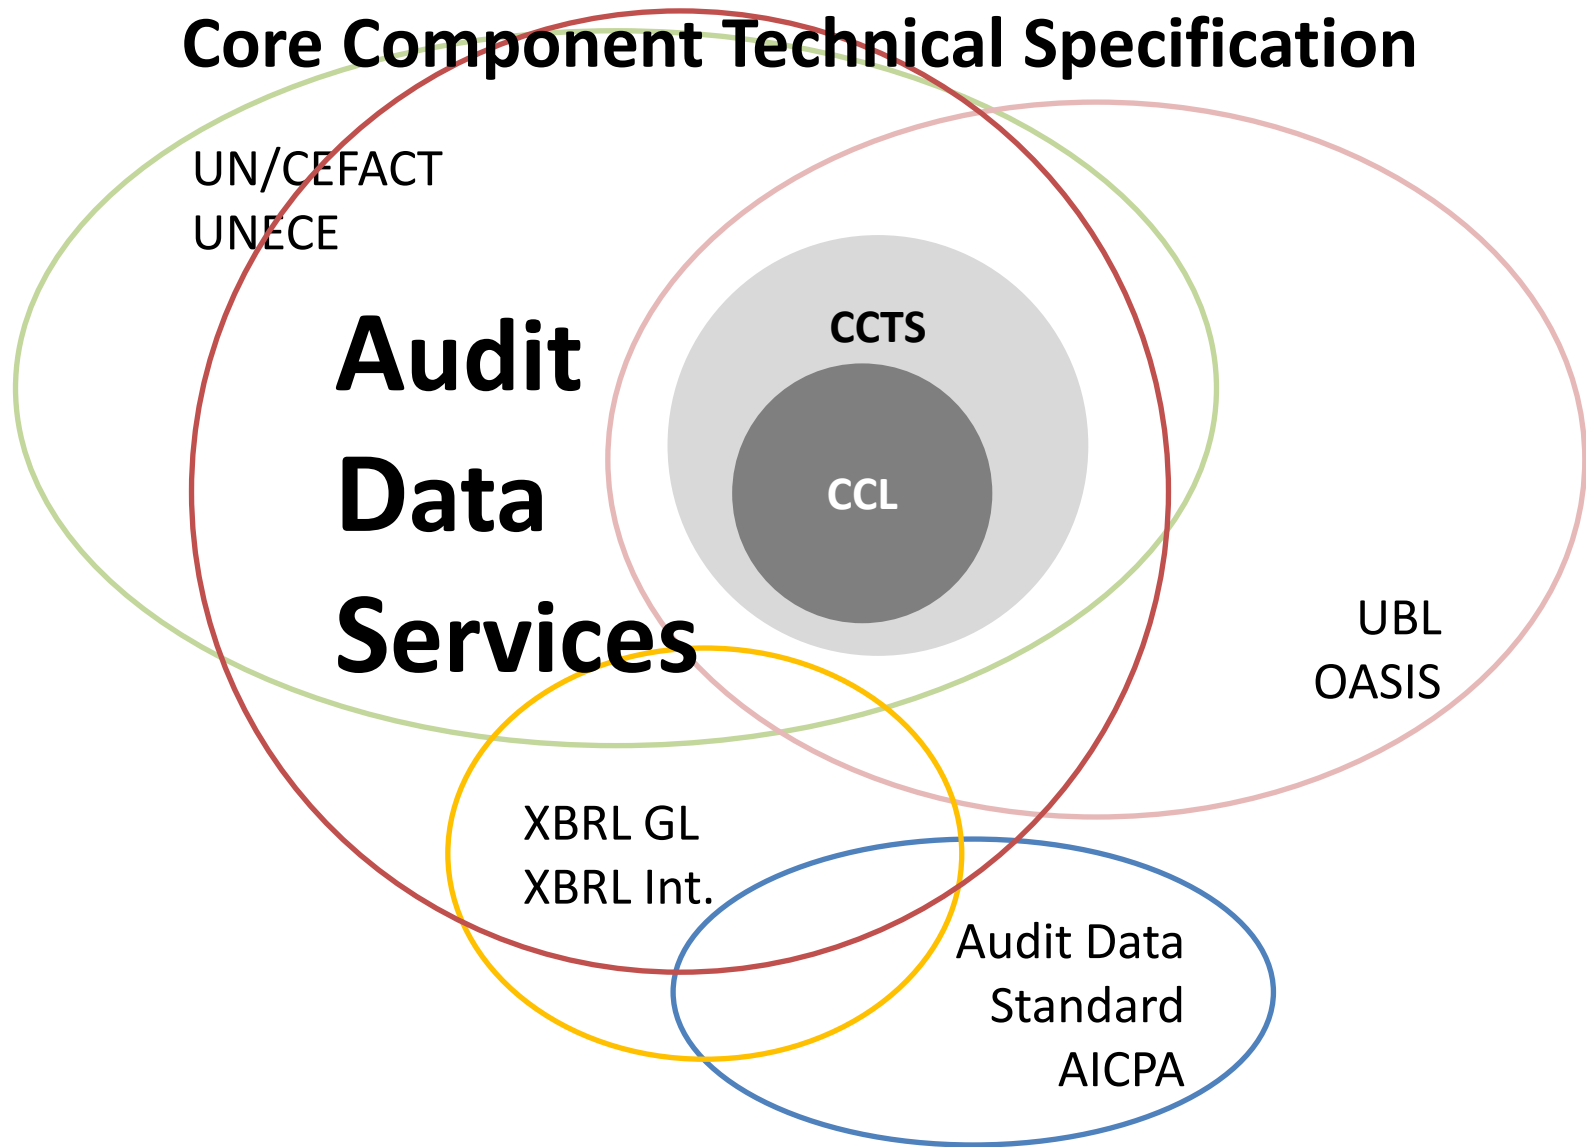 Core Component Technical Specification
UN/CEFACT
UNECE
Audit
Data
Services
CCTS
CCL
UBL
OASIS
XBRL GL
XBRL Int.
Audit Data
Standard
AICPA